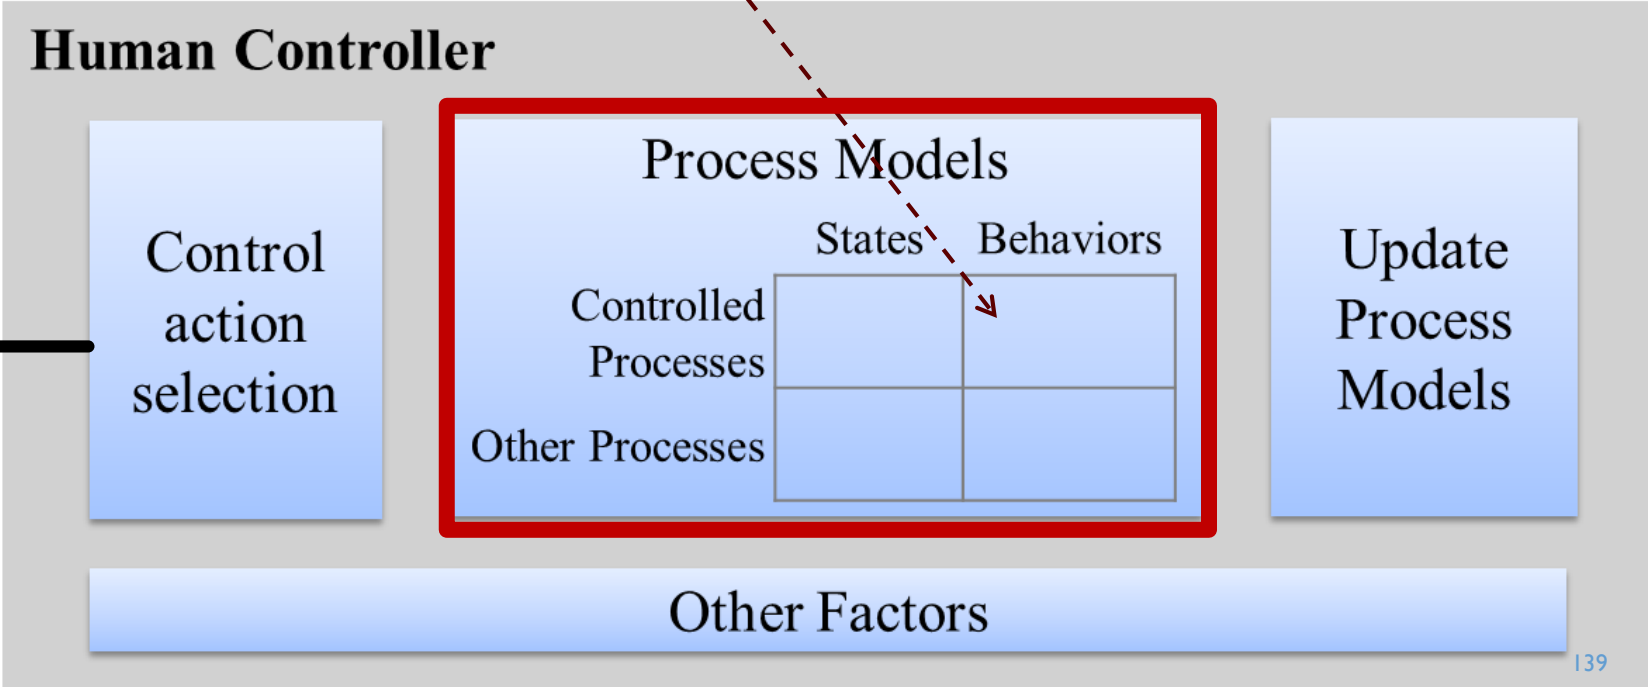 Human Controller
Control
action
selection
Process Models
States Behaviors
Controlled
Processes
Other Processes
Update
Process
Models
Other Factors
139